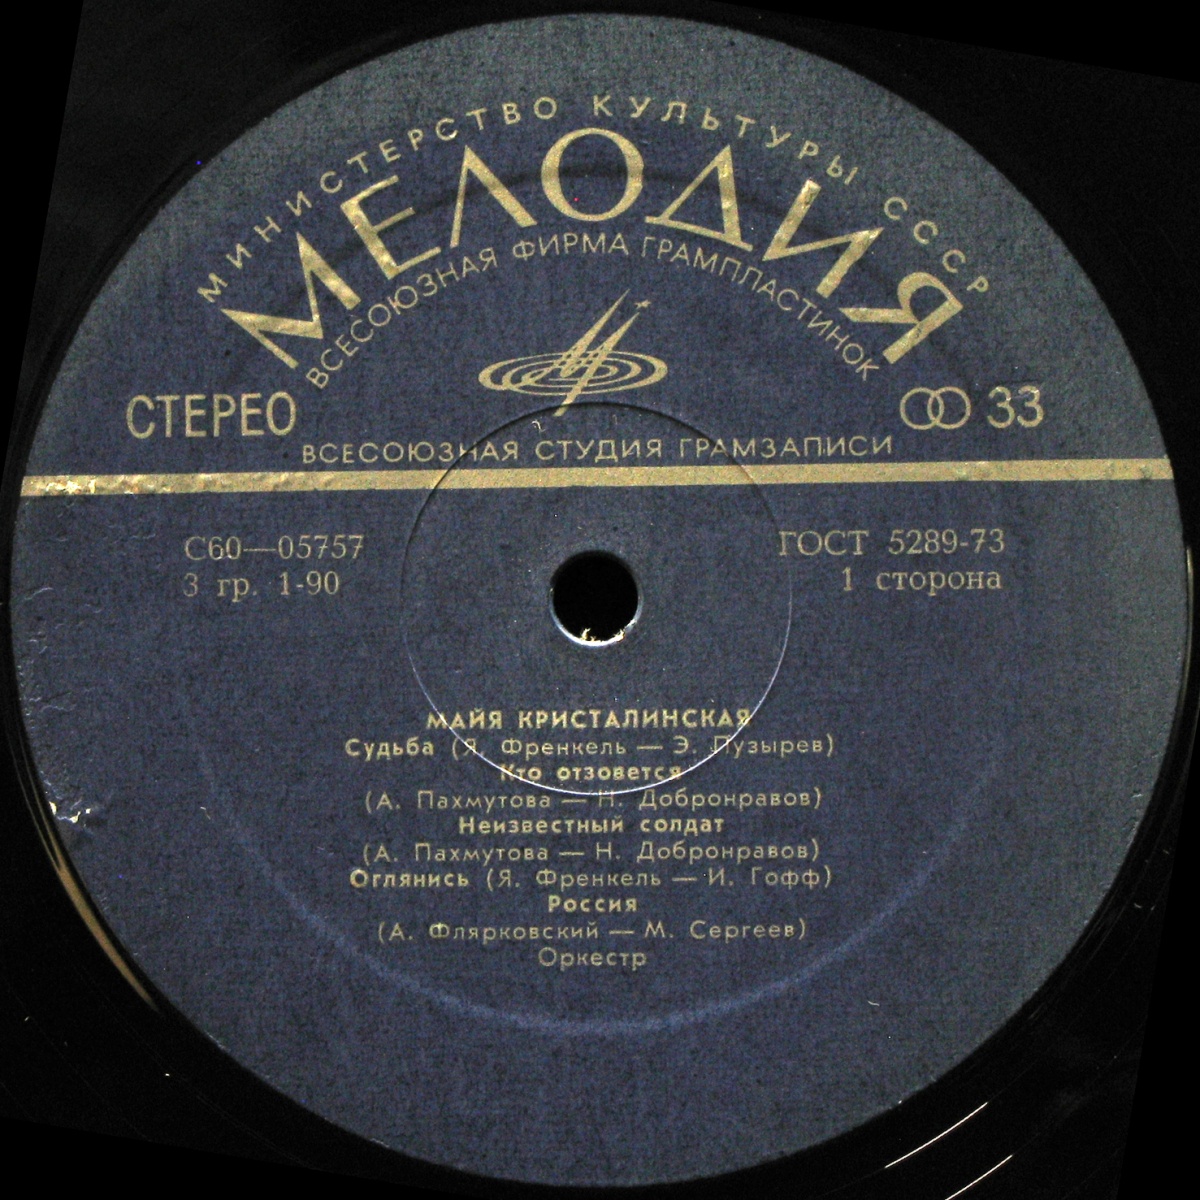 МИНИСТЕРСТВО КУЛЬТУРЫ СССР
МЕЛОДИЯ
ВСЕСОЮЗНАЯ ФИРМА ГРАМПЛАСТИНОК
СТЕРЕО 33
ВСЕСОЮЗНАЯ СТУДИЯ ГРАМЗАПИСИ
С60—05757 ГОСТ 5289-73
3 гр. 1-90 1 сторона
МАЙЯ КРИСТАЛИНСКАЯ
Судьба (Я. Френкель — Э. Пузырев)
Кто отзовется
(А. Пахмутова — Н. Добронравов)
Неизвестный солдат
(А. Пахмутова — Н. Добронравов)
Оглянись (Я. Френкель — И. Гофф)
Россия
(А. Флярковский — М. Сергеев)
Оркестр